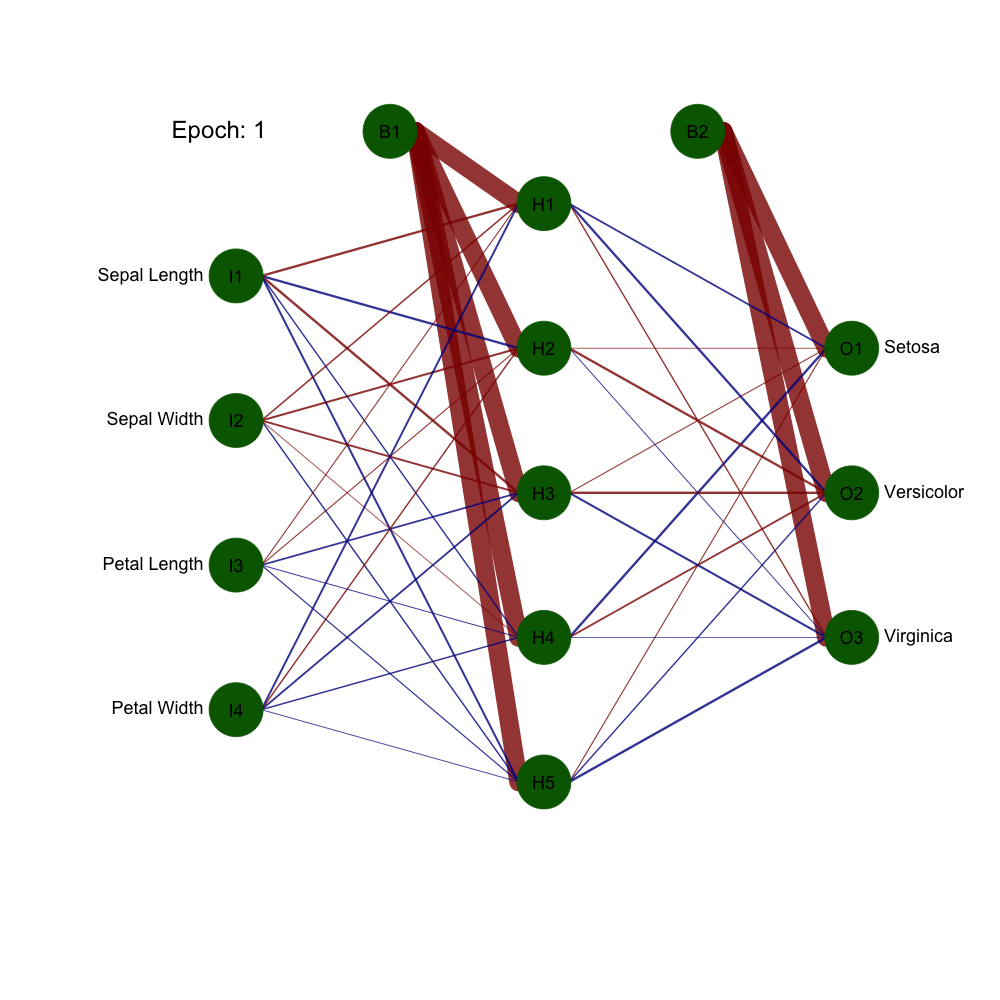 Epoch: 1
B1
B2
H1
Sepal Length
I1
H2
O1
Setosa
Sepal Width
I2
H3
O2
Versicolor
Petal Length
I3
H4
O3
Virginica
Petal Width
I4
H5